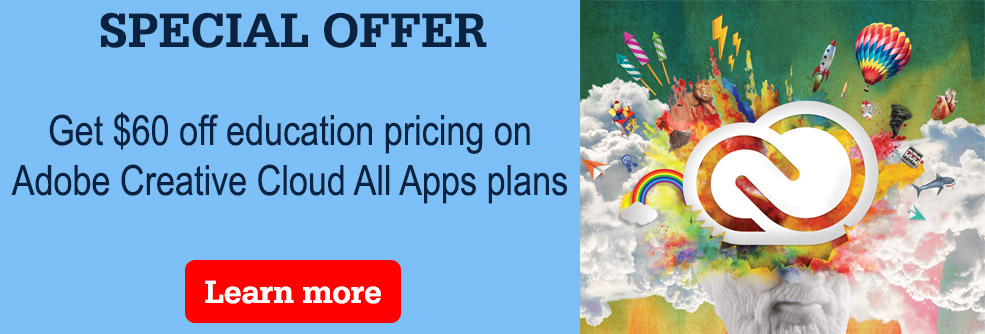 SPECIAL OFFER
Get $60 off education pricing on
Adobe Creative Cloud All Apps plans
Learn more